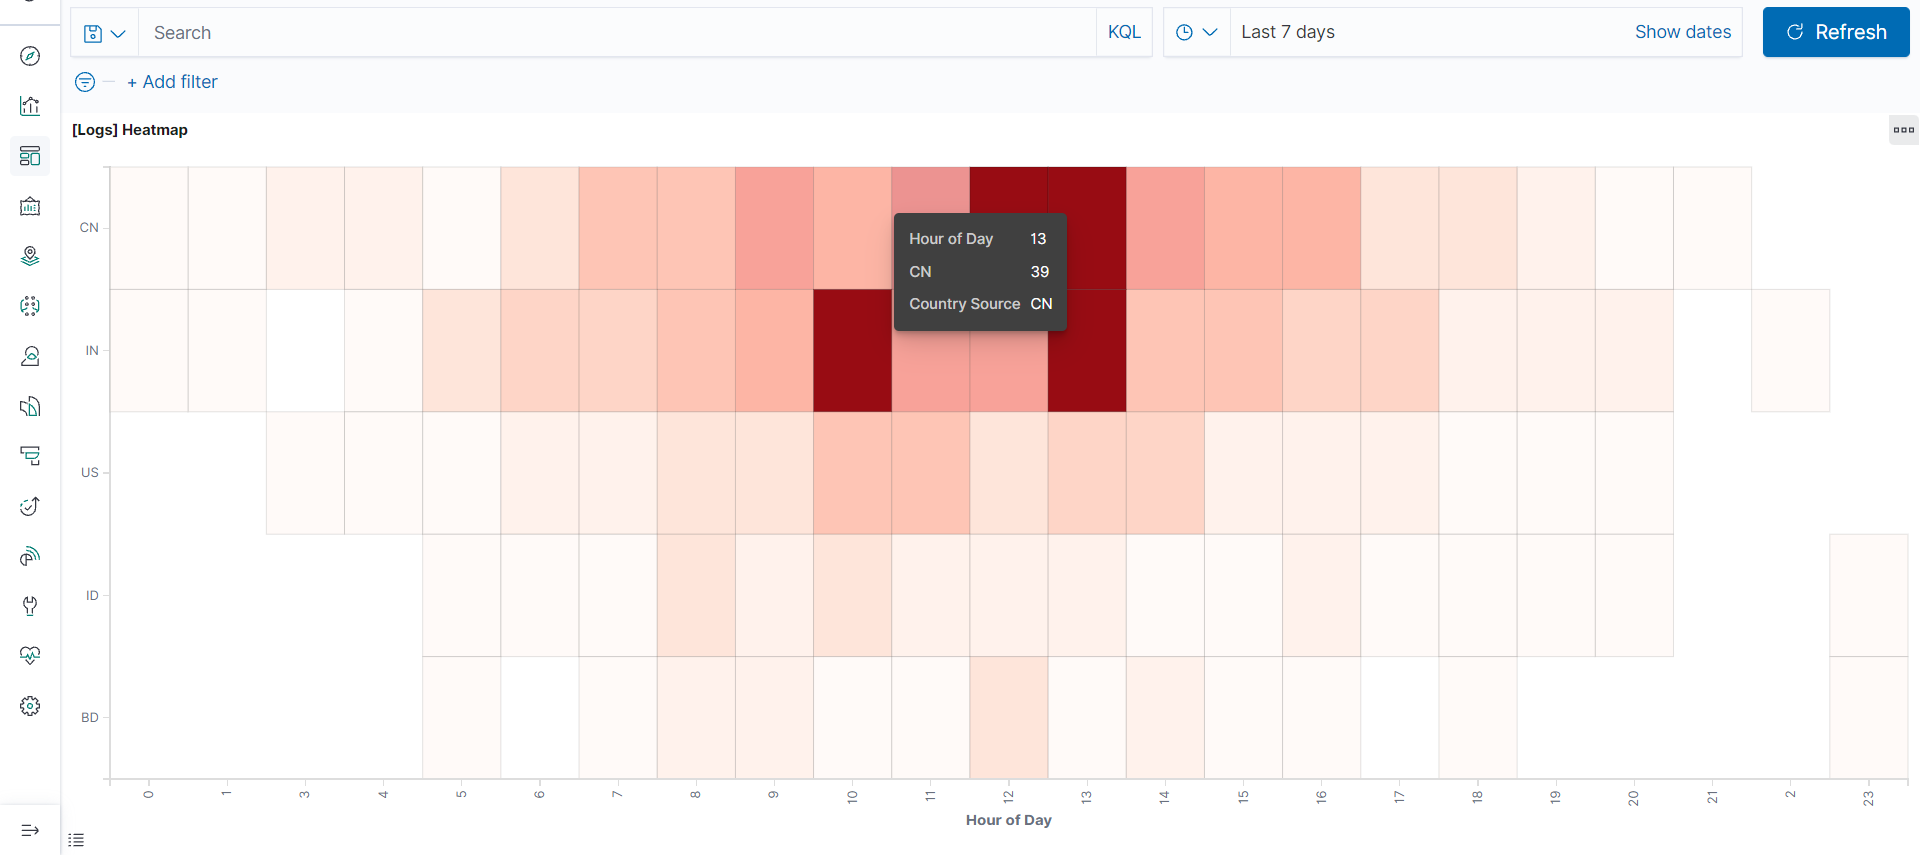 Search
KQL
Last 7 days
Show dates
Refresh
+ Add filter
[Logs] Heatmap
CN
IN
US
ID
BD
Hour of Day 13
CN 39
Country Source CN
0 1 3 4 5 6 7 8 9 10 11 12 13 14 15 16 17 18 19 20 21 2 23
Hour of Day